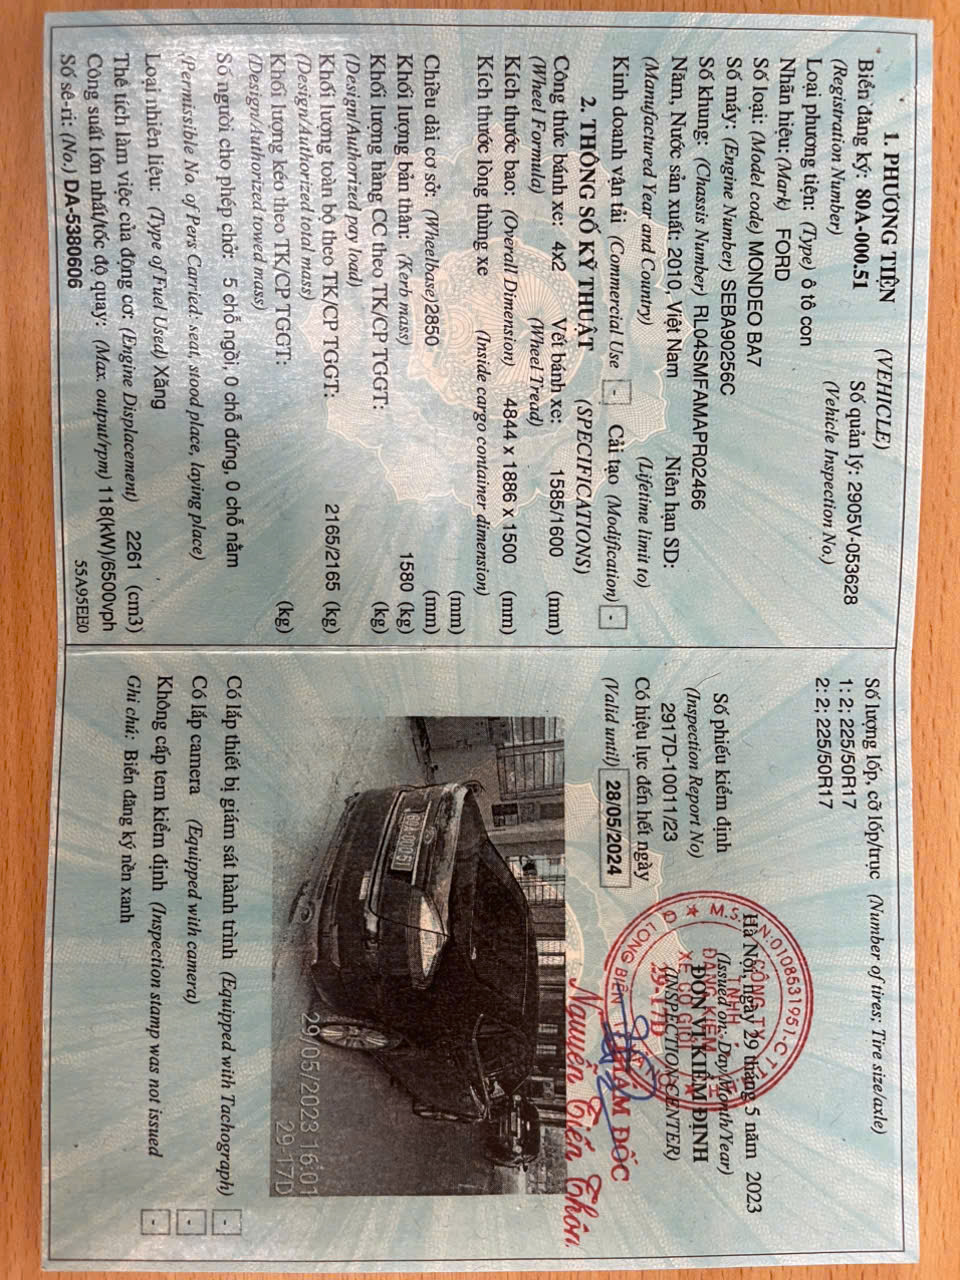 1. PHƯƠNG TIỆN (VEHICLE)
Biển đăng ký: 80A-000.51 Số quản lý: 2905V-053628
(Registration Number) (Vehicle Inspection No.)
Loại phương tiện: (Type) ô tô con
Nhãn hiệu: (Mark) FORD
Số loại: (Model code) MONDEO BA7
Số máy: (Engine Number) SEBA90256C
Số khung: (Chassis Number) RL04SMFAMAPR02466
Năm, Nước sản xuất: 2010, Việt Nam Niên hạn SD:
(Manufactured Year and Country) (Lifetime limit to)
Kinh doanh vận tải (Commercial Use - Cải tạo (Modification) -
2. THÔNG SỐ KỸ THUẬT (SPECIFICATIONS)
Công thức bánh xe: 4x2 Vết bánh xe: 1585/1600 (mm)
(Wheel Formula) (Wheel Tread)
Kích thước bao: (Overall Dimension) 4844 x 1886 x 1500 (mm)
Kích thước lòng thùng xe (Inside cargo container dimension)
(mm)
Chiều dài cơ sở: (Wheelbase)2850 (mm)
Khối lượng bản thân: (Kerb mass) 1580 (kg)
Khối lượng hàng CC theo TK/CP TGGT: (kg)
(Design/Authorized pay load)
Khối lượng toàn bộ theo TK/CP TGGT: 2165/2165 (kg)
(Design/Authorized total mass)
Khối lượng kéo theo TK/CP TGGT: (kg)
(Design/Authorized towed mass)
Số người cho phép chở: 5 chỗ ngồi, 0 chỗ đứng, 0 chỗ nằm
(Permissible No. of Pers Carried: seat, stood place, laying place)
Loại nhiên liệu: (Type of Fuel Used) Xăng
Thể tích làm việc của động cơ: (Engine Displacement) 2261 (cm3)
Công suất lớn nhất/tốc độ quay: (Max. output/rpm) 118(kW)/6500vph
Số sê-ri: (No.) DA-5380606 55A95EE0
Số lượng lốp, cỡ lốp/trục (Number of tires; Tire size/axle)
1: 2; 225/50R17
2: 2; 225/50R17
Hà Nội, ngày 29 tháng 5 năm 2023
(Issued on: Day/Month/Year)
Số phiếu kiểm định ĐƠN VỊ KIỂM ĐỊNH
(Inspection Report No) (INSPECTION CENTER)
2917D-10011/23
Có hiệu lực đến hết ngày
(Valid until) 28/05/2024
M.S.D.N:0108531951-C.T.T.N.H.H
CÔNG TY
TNHH
ĐĂNG KIỂM
XE CƠ GIỚI
29-17D
LONG BIÊN
GIÁM ĐỐC
Nguyễn Tiến Thôn
80A00051
29/05/2023 16:01
29-17D
Có lắp thiết bị giám sát hành trình (Equipped with Tachograph) -
Có lắp camera (Equipped with camera) -
Không cấp tem kiểm định (Inspection stamp was not issued -
Ghi chú: Biển đăng ký nền xanh